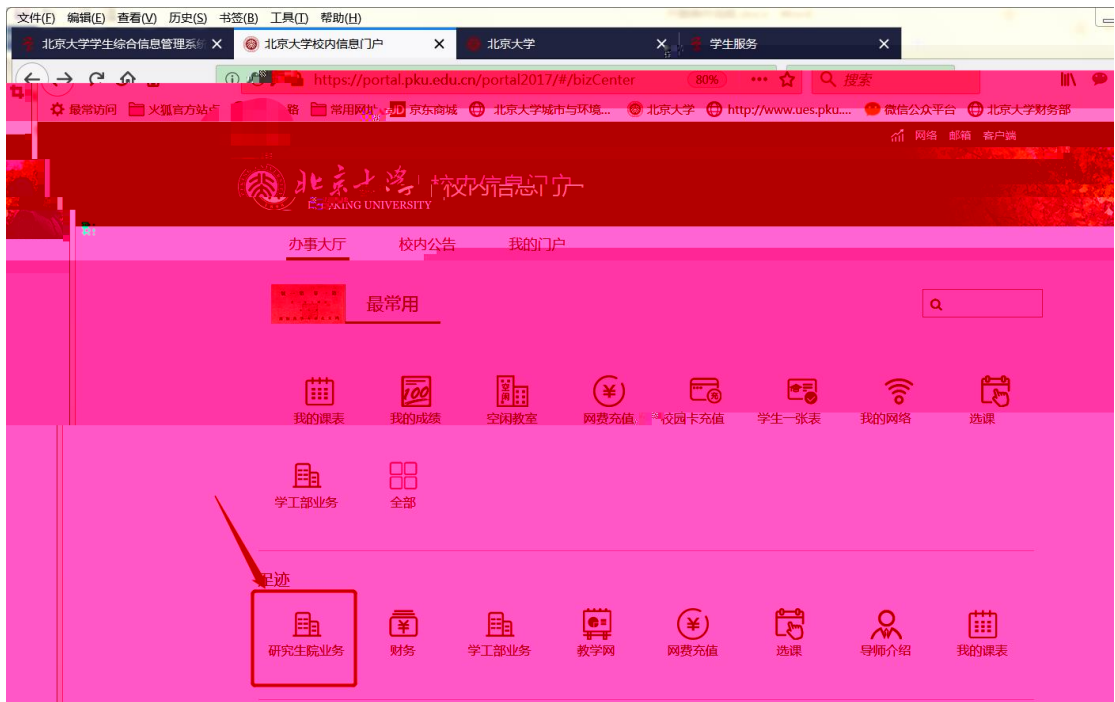 文件(F) 编辑(E) 查看(V) 历史(S) 书签(B) 工具(T) 帮助(H)
北京大学学生综合信息管理系统 北京大学校内信息门户 北京大学 学生服务
https://portal.pku.edu.cn/portal2017/#/bizCenter 80% 搜索
最常访问 火狐官方站点 常用网址 JD 京东商城 北京大学城市与环境... 北京大学 http://www.ues.pku.... 微信公众平台 北京大学财务部
网络 邮箱 客户端
北京大学 校内信息门户
PEKING UNIVERSITY
办事大厅 校内公告 我的门户
最常用
我的课表 我的成绩 空闲教室 网费充值 校园卡充值 学生一张表 我的网络 选课
学工部业务 全部
足迹
研究生院业务 财务 学工部业务 教学网 网费充值 选课 导师介绍 我的课表